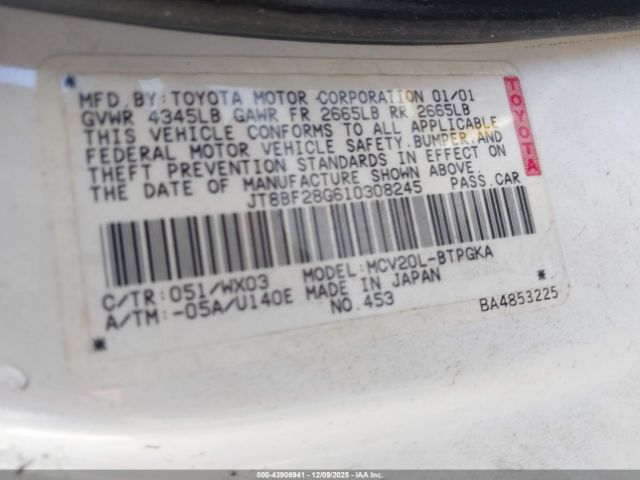 MFD. BY: TOYOTA MOTOR CORPORATION 01/01
GVWR 4345LB GAWR FR 2665LB RR 2665LB
THIS VEHICLE CONFORMS TO ALL APPLICABLE
FEDERAL MOTOR VEHICLE SAFETY, BUMPER, AND
THEFT PREVENTION STANDARDS IN EFFECT ON
THE DATE OF MANUFACTURE SHOWN ABOVE.
JT8BF28G610308245 PASS. CAR
TOYOTA
C/TR: 051/WX03 MODEL: MCV20L-BTPGKA
A/TM: -05A/U140E MADE IN JAPAN
NO. 453
BA4853225
000-43906941 - 12/09/2025 - IAAI.COM